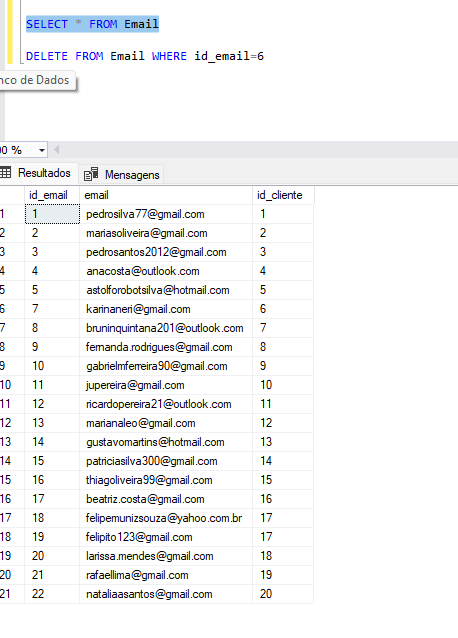 SELECT * FROM Email
DELETE FROM Email WHERE id_email=6
nco de Dados
00 %
Resultados Mensagens
id_email email id_cliente
1 1 pedrosilva77@gmail.com 1
2 2 mariasoliveira@gmail.com 2
3 3 pedrosantos2012@gmail.com 3
4 4 anacosta@outlook.com 4
5 5 astolforobotsilva@hotmail.com 5
6 7 karinaneri@gmail.com 6
7 8 bruninquintana201@outlook.com 7
8 9 fernanda.rodrigues@gmail.com 8
9 10 gabrielmferreira90@gmail.com 9
10 11 jupereira@gmail.com 10
11 12 ricardopereira21@outlook.com 11
12 13 marianaleo@gmail.com 12
13 14 gustavomartins@hotmail.com 13
14 15 patriciasilva300@gmail.com 14
15 16 thiagoliveira99@gmail.com 15
16 17 beatriz.costa@gmail.com 16
17 18 felipemunizsouza@yahoo.com.br 17
18 19 felipito123@gmail.com 17
19 20 larissa.mendes@gmail.com 18
20 21 rafaellima@gmail.com 19
21 22 nataliaasantos@gmail.com 20